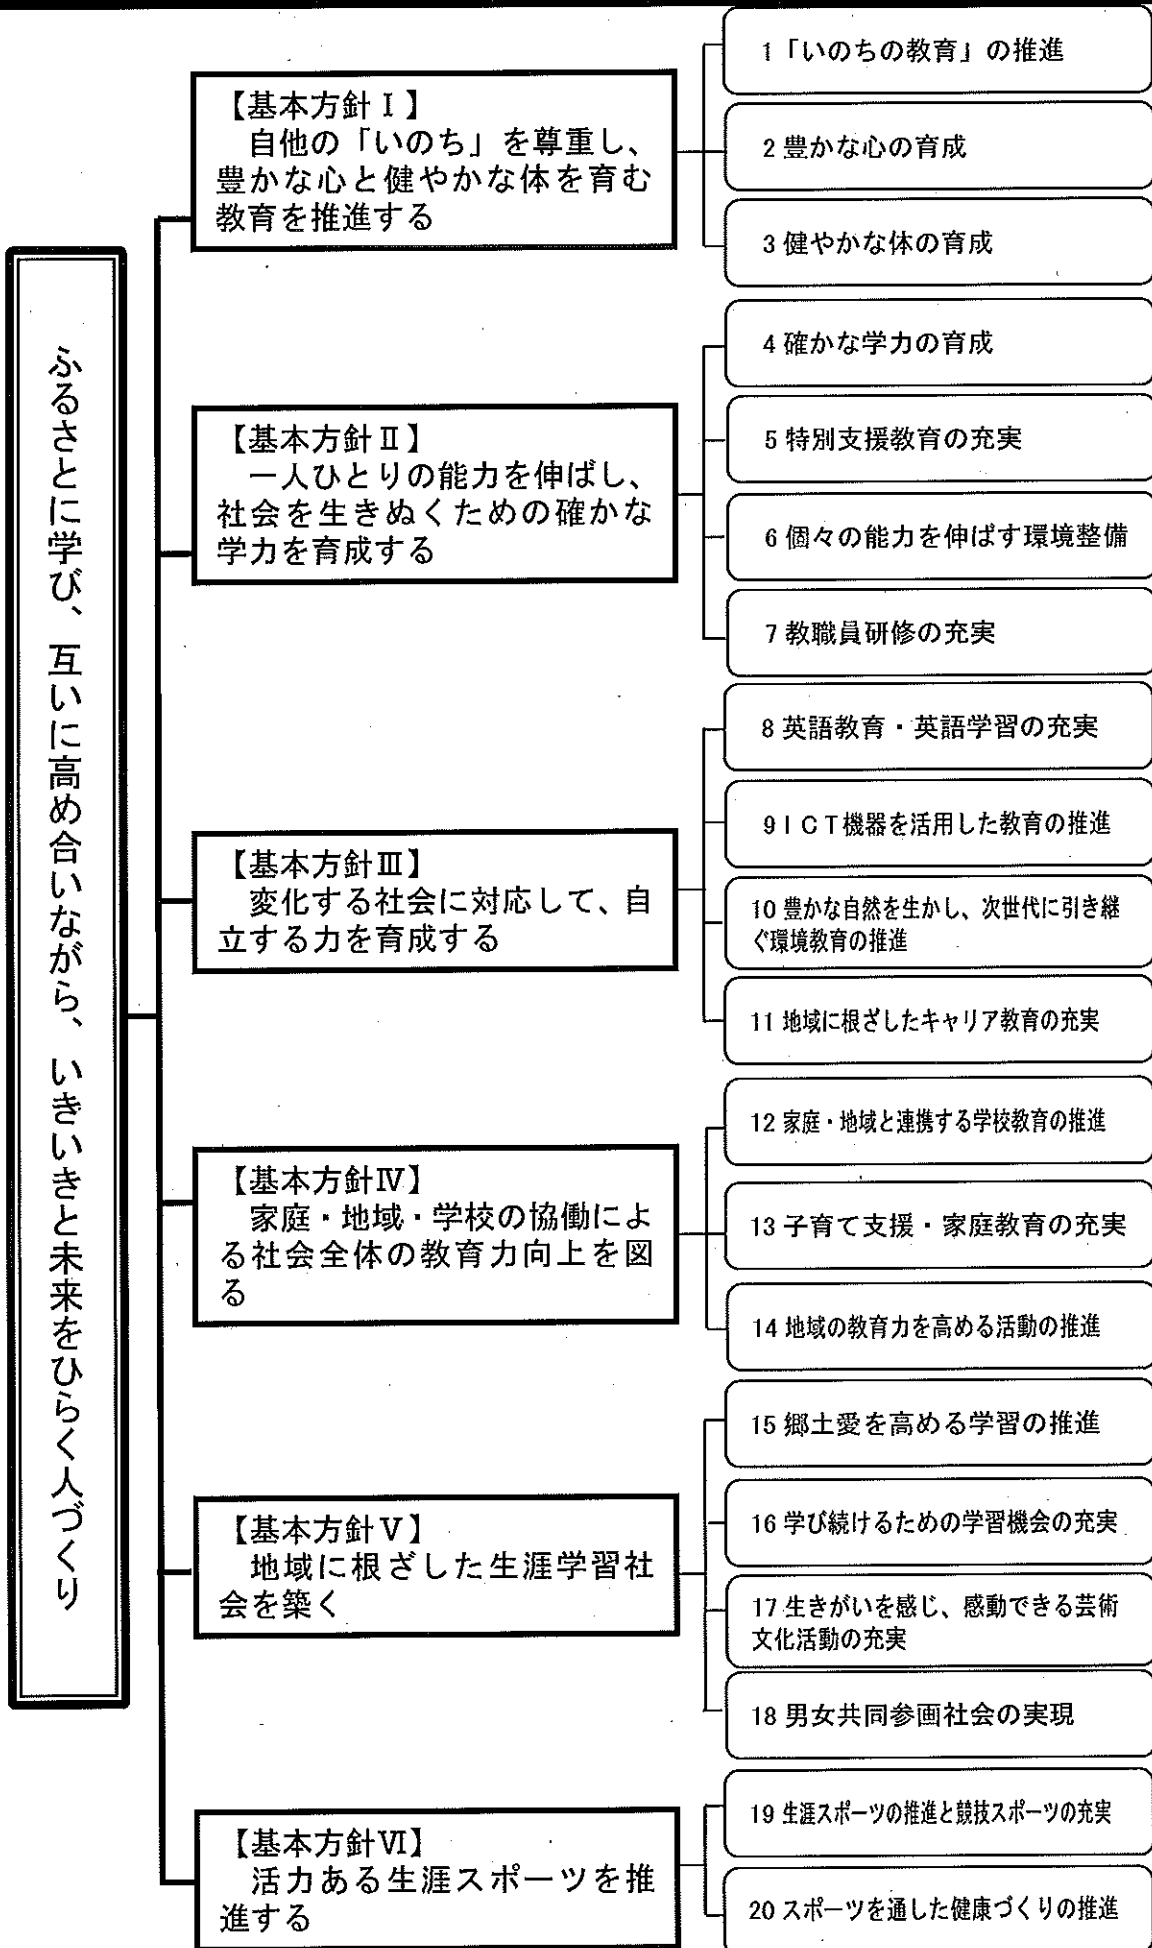 ふるさとに学び、互いに高め合いながら、いきいきと未来をひらく人づくり
【基本方針Ⅰ】
自他の「いのち」を尊重し、
豊かな心と健やかな体を育む
教育を推進する
1「いのちの教育」の推進
2 豊かな心の育成
3 健やかな体の育成
【基本方針Ⅱ】
一人ひとりの能力を伸ばし、
社会を生きぬくための確かな
学力を育成する
4 確かな学力の育成
5 特別支援教育の充実
6 個々の能力を伸ばす環境整備
7 教職員研修の充実
【基本方針Ⅲ】
変化する社会に対応して、自
立する力を育成する
8 英語教育・英語学習の充実
9 ＩＣＴ機器を活用した教育の推進
10 豊かな自然を生かし、次世代に引き継
ぐ環境教育の推進
11 地域に根ざしたキャリア教育の充実
【基本方針Ⅳ】
家庭・地域・学校の協働によ
る社会全体の教育力向上を図
る
12 家庭・地域と連携する学校教育の推進
13 子育て支援・家庭教育の充実
14 地域の教育力を高める活動の推進
【基本方針Ⅴ】
地域に根ざした生涯学習社
会を築く
15 郷土愛を高める学習の推進
16 学び続けるための学習機会の充実
17 生きがいを感じ、感動できる芸術
文化活動の充実
18 男女共同参画社会の実現
【基本方針Ⅵ】
活力ある生涯スポーツを推
進する
19 生涯スポーツの推進と競技スポーツの充実
20 スポーツを通した健康づくりの推進